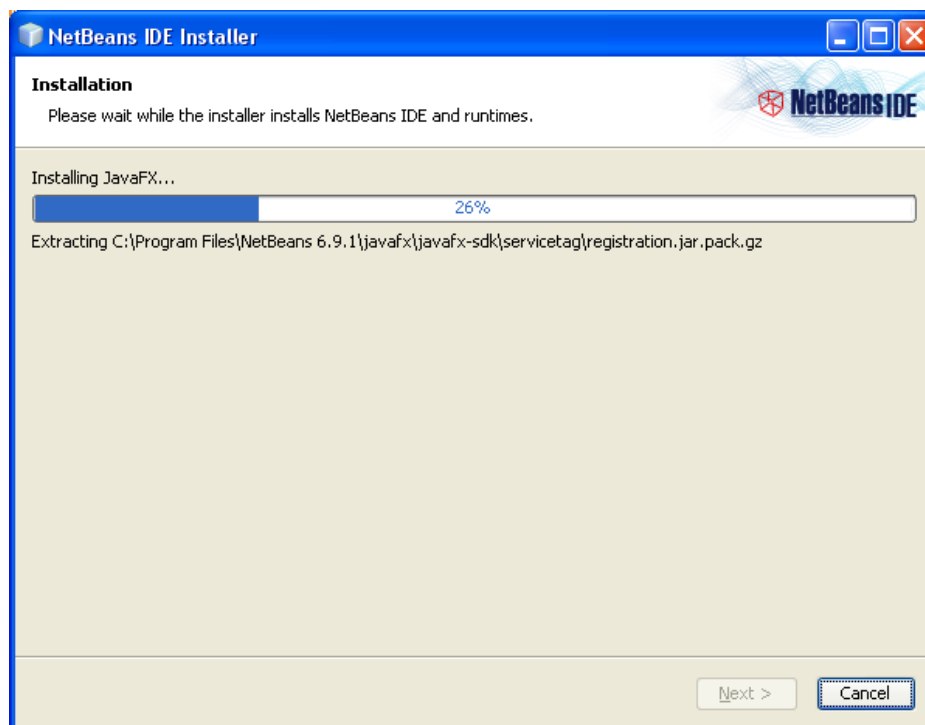 NetBeans IDE Installer
Installation
Please wait while the installer installs NetBeans IDE and runtimes.
NetBeans IDE
Installing JavaFX...
26%
Extracting C:\Program Files\NetBeans 6.9.1\javafx\javafx-sdk\servicetag\registration.jar.pack.gz
Next >
Cancel